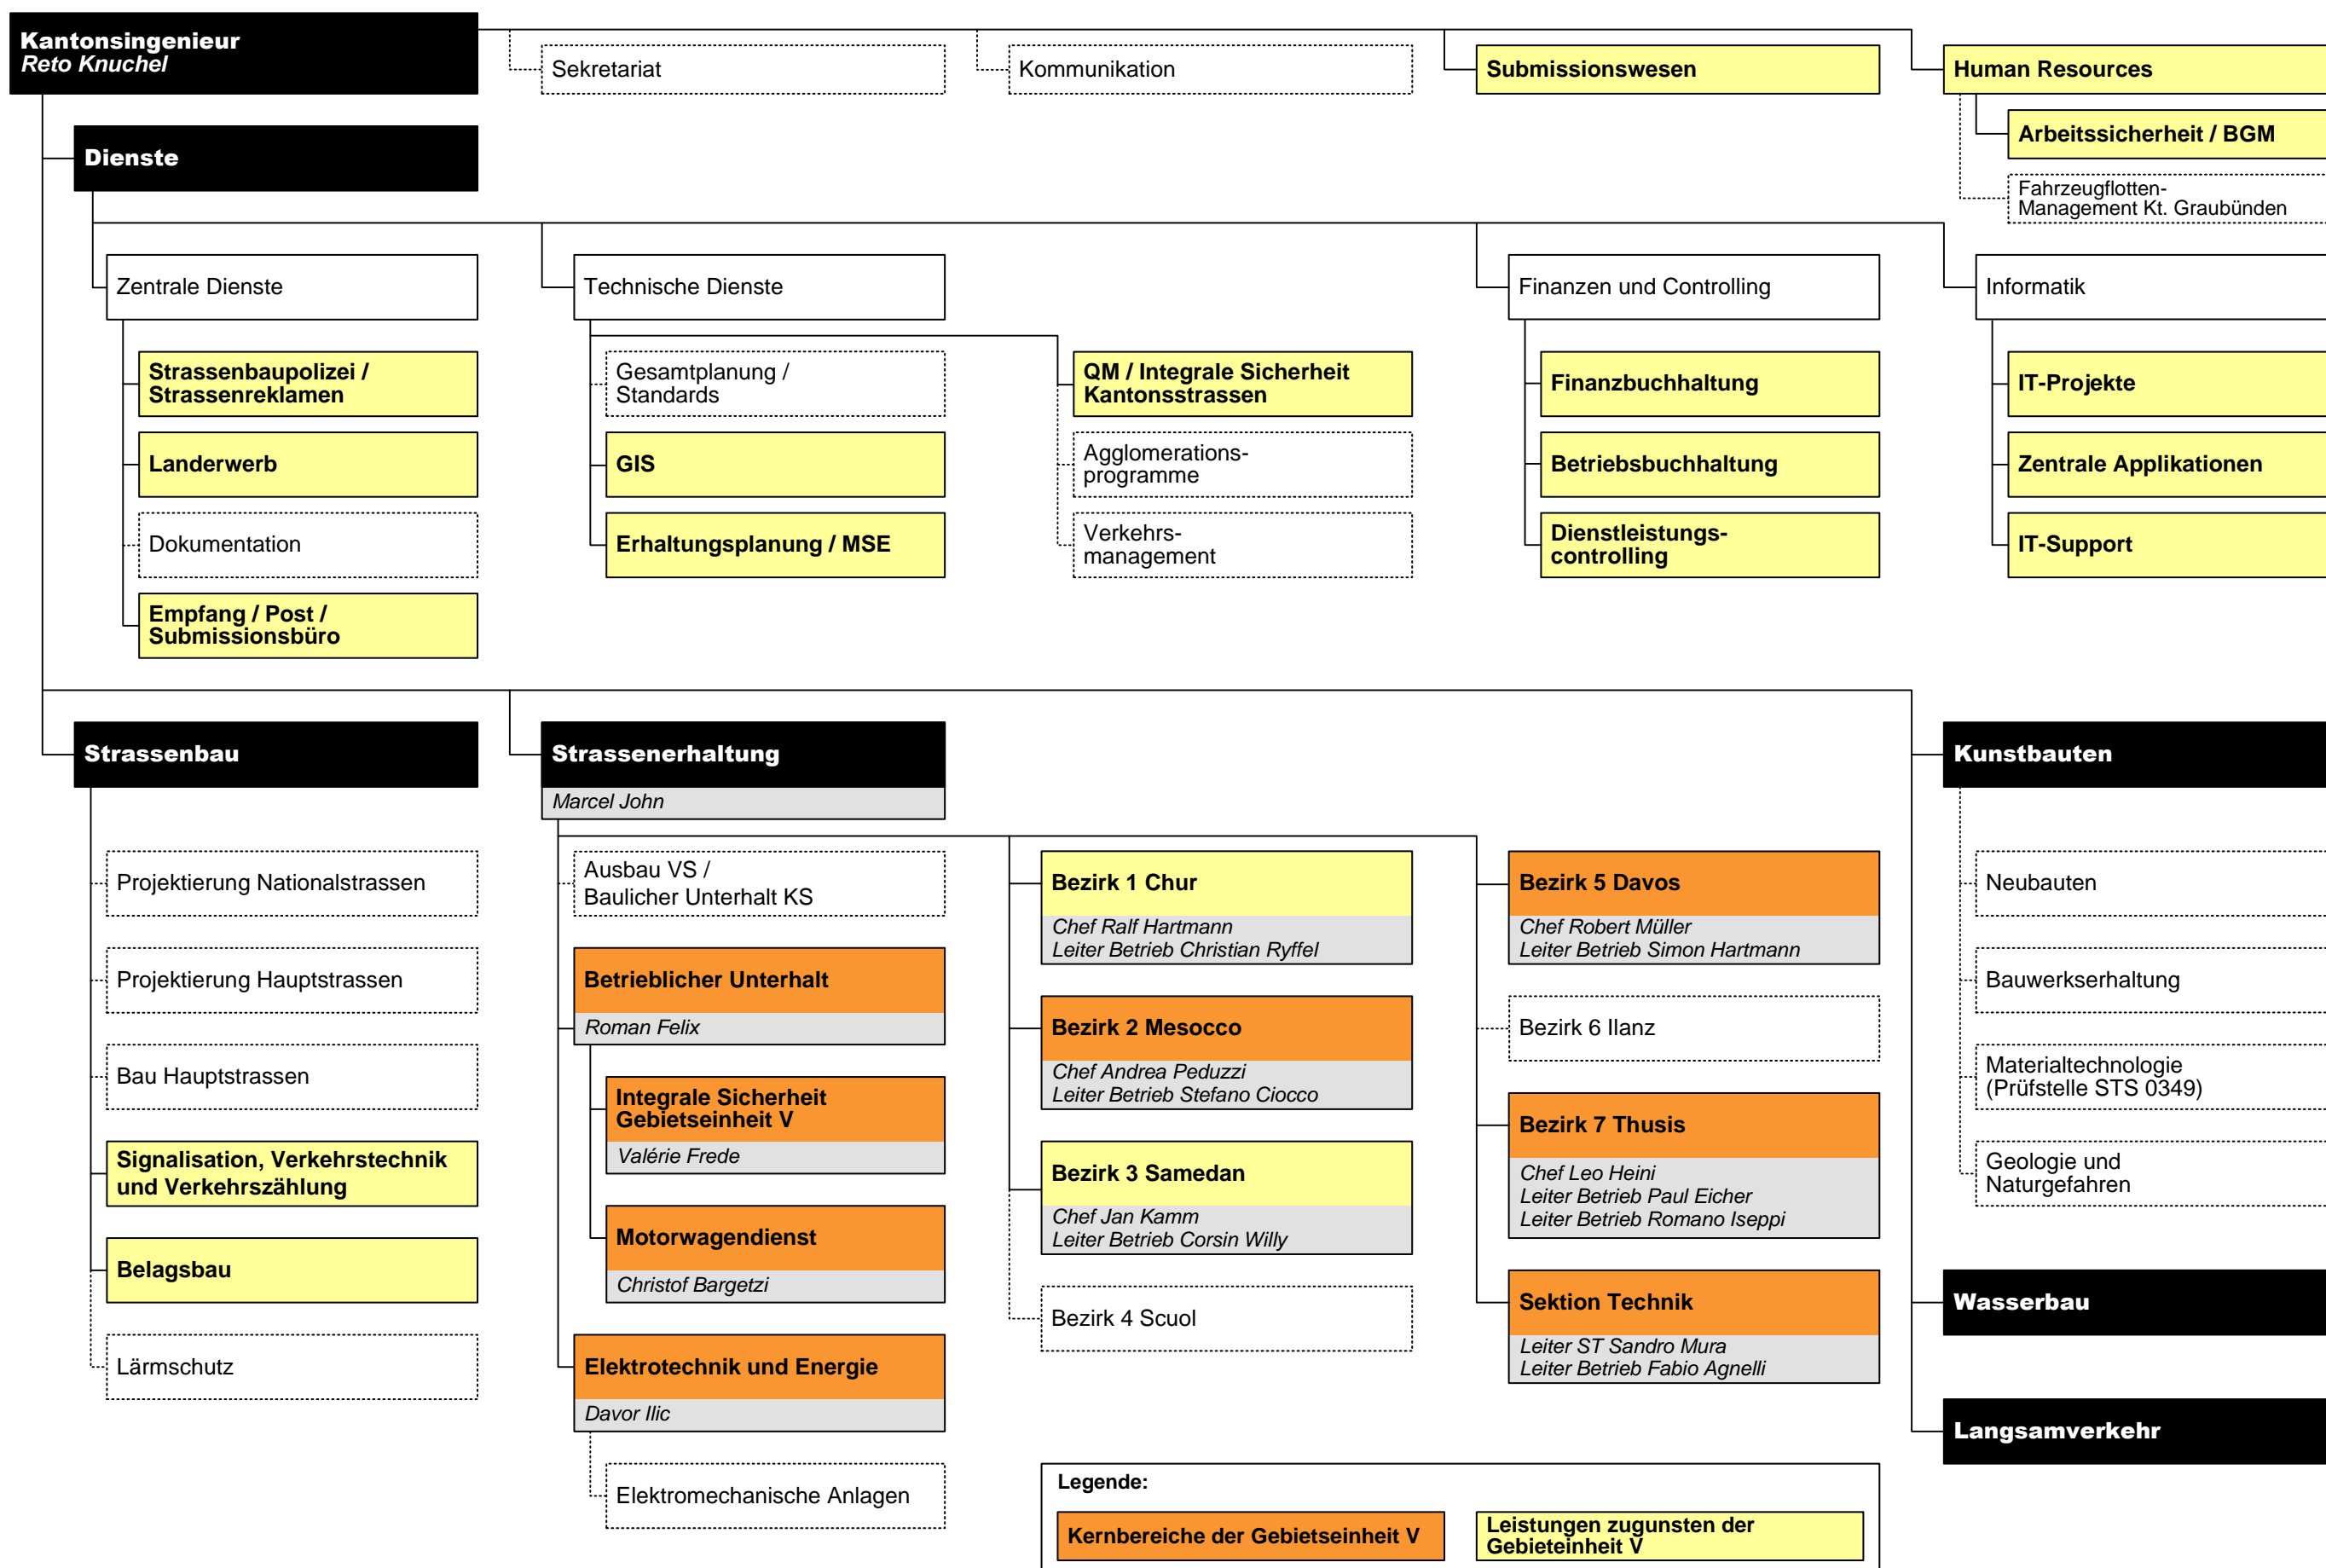 Kantonsingenieur
Reto Knuchel
Sekretariat
Kommunikation
Submissionswesen
Human Resources
Arbeitssicherheit / BGM
Fahrzeugflotten-
Management Kt. Graubünden
Dienste
Zentrale Dienste
Technische Dienste
Finanzen und Controlling
Informatik
Strassenbaupolizei /
Strassenreklamen
Landerwerb
Dokumentation
Empfang / Post /
Submissionsbüro
Gesamtplanung /
Standards
GIS
Erhaltungsplanung / MSE
QM / Integrale Sicherheit
Kantonsstrassen
Agglomerations-
programme
Verkehrs-
management
Finanzbuchhaltung
Betriebsbuchhaltung
Dienstleistungs-
controlling
IT-Projekte
Zentrale Applikationen
IT-Support
Strassenbau
Projektierung Nationalstrassen
Projektierung Hauptstrassen
Bau Hauptstrassen
Signalisation, Verkehrstechnik
und Verkehrszählung
Belagsbau
Lärmschutz
Strassenerhaltung
Marcel John
Ausbau VS /
Baulicher Unterhalt KS
Betrieblicher Unterhalt
Roman Felix
Integrale Sicherheit
Gebietseinheit V
Valérie Frede
Motorwagendienst
Christof Bargetzi
Elektrotechnik und Energie
Davor Ilic
Elektromechanische Anlagen
Bezirk 1 Chur
Chef Ralf Hartmann
Leiter Betrieb Christian Ryffel
Bezirk 2 Mesocco
Chef Andrea Peduzzi
Leiter Betrieb Stefano Ciocco
Bezirk 3 Samedan
Chef Jan Kamm
Leiter Betrieb Corsin Willy
Bezirk 4 Scuol
Bezirk 5 Davos
Chef Robert Müller
Leiter Betrieb Simon Hartmann
Bezirk 6 Ilanz
Bezirk 7 Thusis
Chef Leo Heini
Leiter Betrieb Paul Eicher
Leiter Betrieb Romano Iseppi
Sektion Technik
Leiter ST Sandro Mura
Leiter Betrieb Fabio Agnelli
Kunstbauten
Neubauten
Bauwerkserhaltung
Materialtechnologie
(Prüfstelle STS 0349)
Geologie und
Naturgefahren
Wasserbau
Langsamverkehr
Legende:
Kernbereiche der Gebietseinheit V
Leistungen zugunsten der
Gebieteinheit V